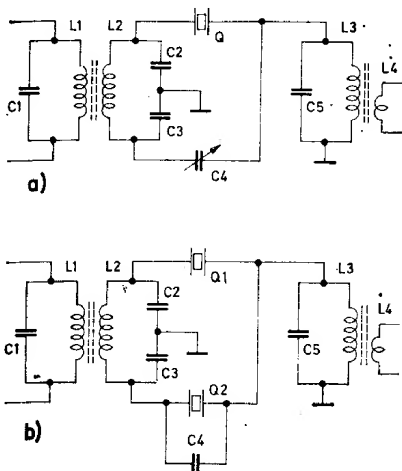 L1 L2 C2 Q L3 L4
C1 C3 C5
C4
a)
L1 L2 C2 Q1 L3 L4
C1 C3 C5
Q2
b) C4